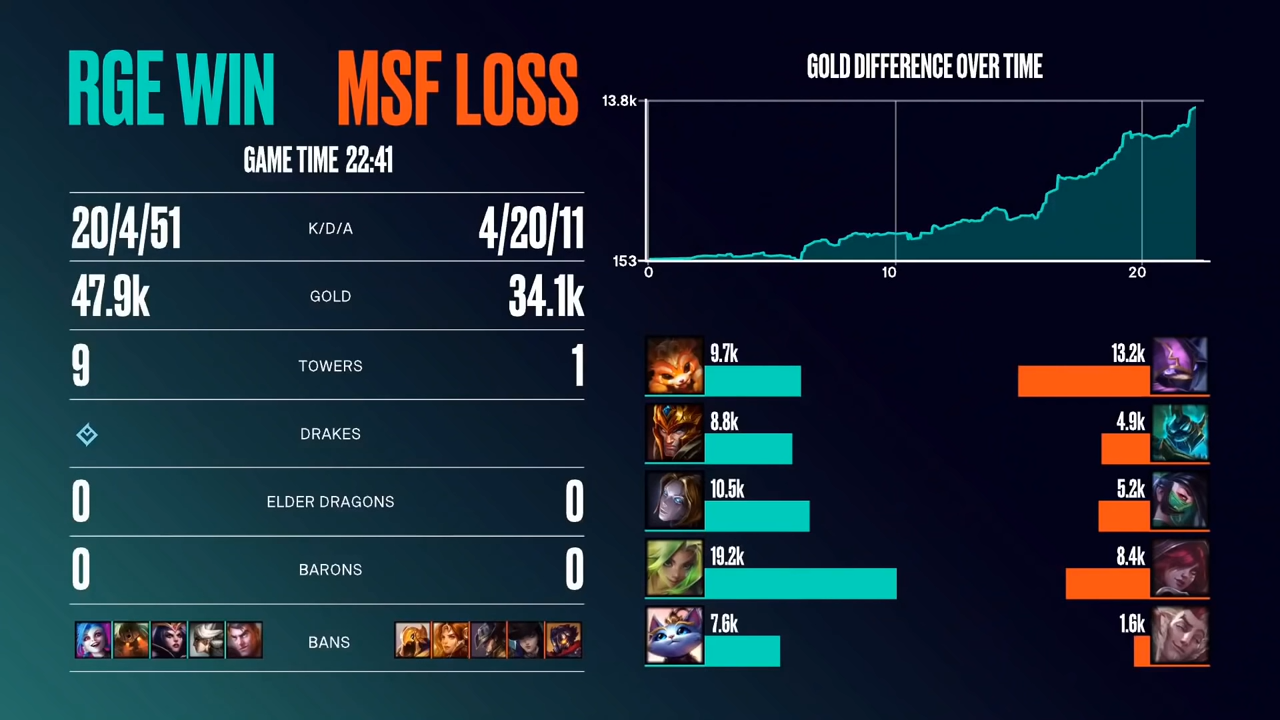 RGE WIN
MSF LOSS
GAME TIME 22:41
20/4/51 K/D/A 4/20/11
47.9k GOLD 34.1k
9 TOWERS 1
DRAKES
0 ELDER DRAGONS 0
0 BARONS 0
BANS
GOLD DIFFERENCE OVER TIME
13.8k
153
0 10 20
9.7k 13.2k
8.8k 4.9k
10.5k 5.2k
19.2k 8.4k
7.6k 1.6k